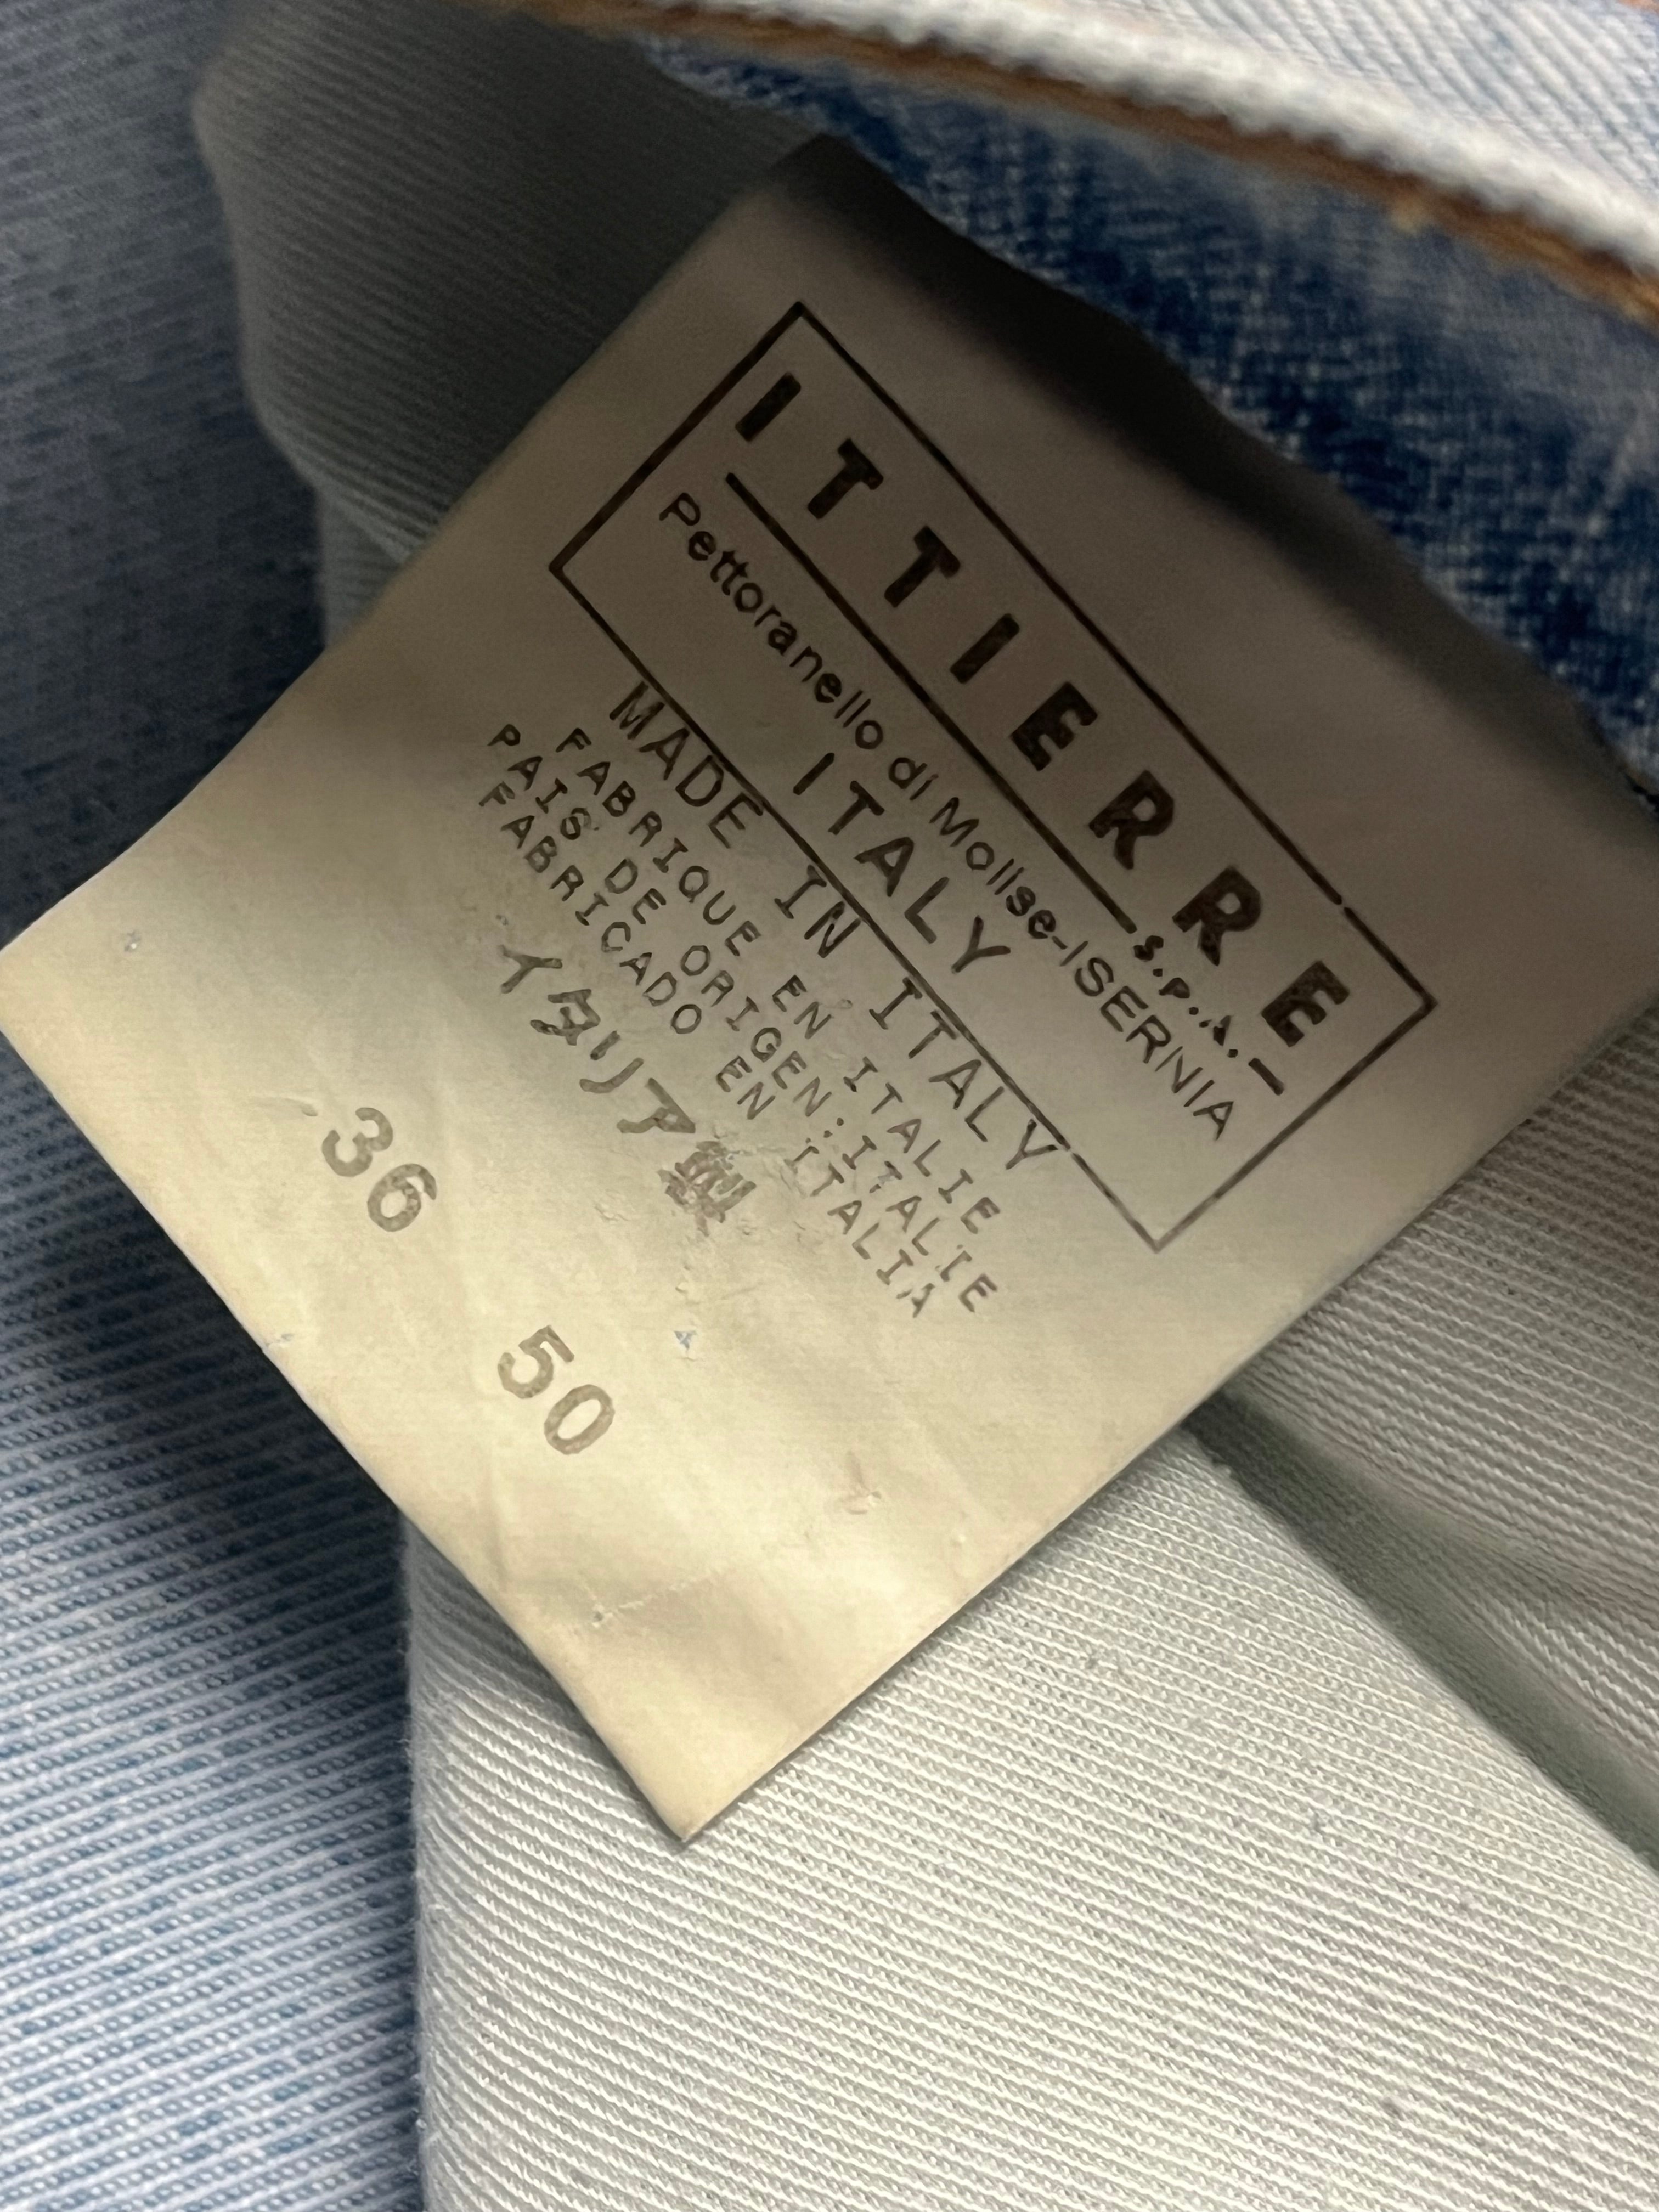 ITTIERRE
S.p.A.
Pettoranello di Molise-ISERNIA
ITALY
MADE IN ITALY
FABRIQUE EN ITALIE
PAIS DE ORIGEN:ITALIE
FABRICADO EN ITALIA
イタリア製
36 50